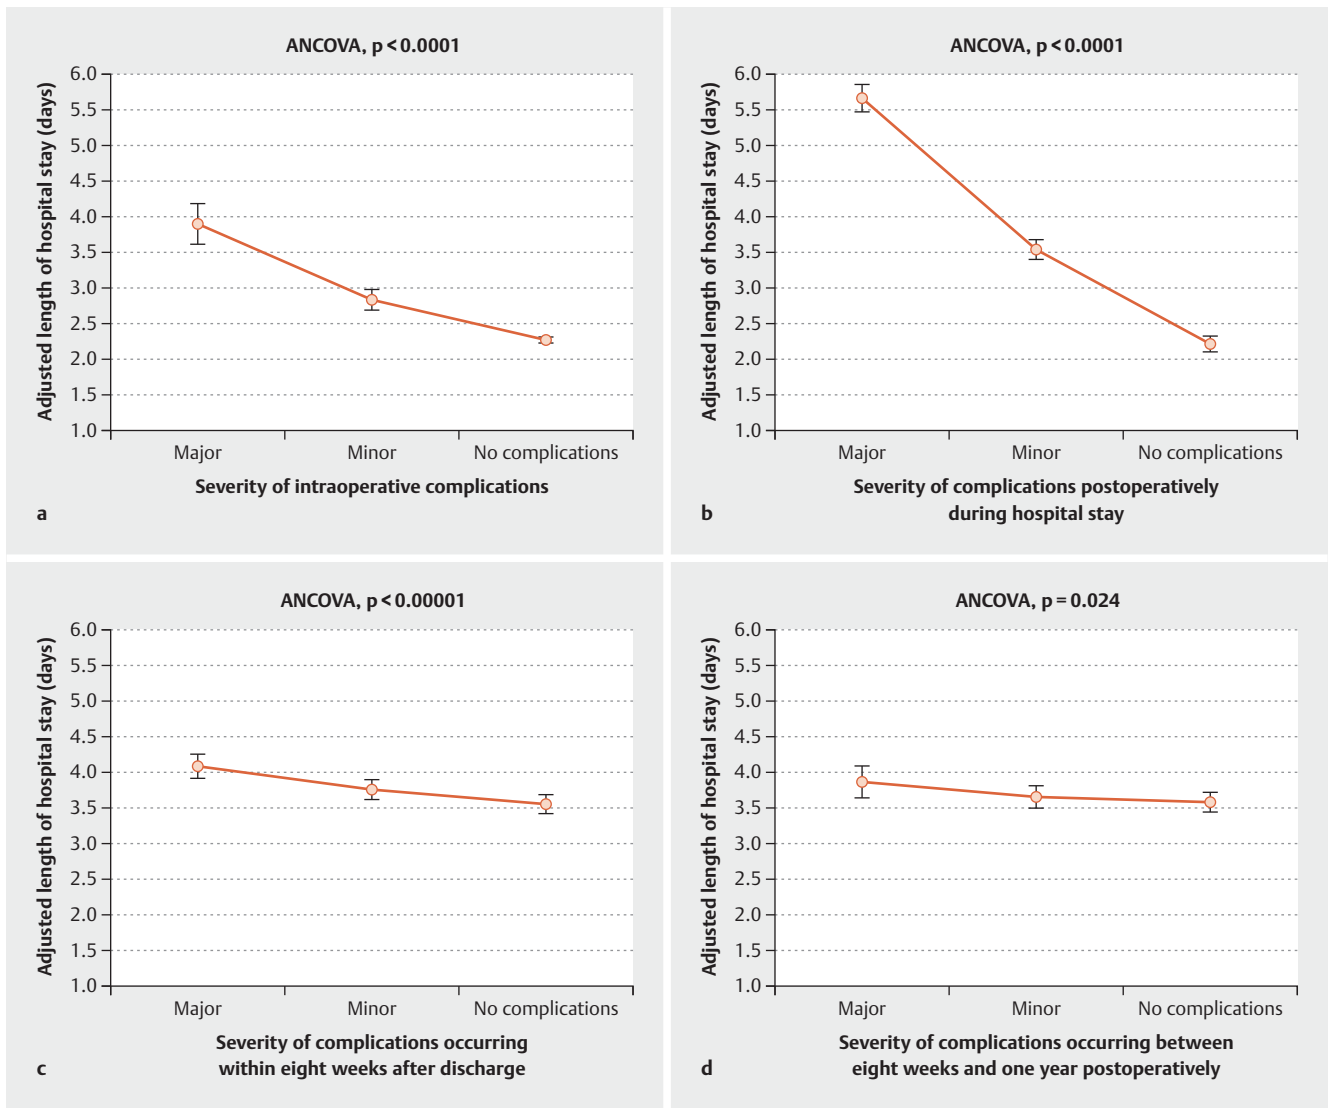 ANCOVA, p < 0.0001
Adjusted length of hospital stay (days)
6.0
5.5
5.0
4.5
4.0
3.5
3.0
2.5
2.0
1.5
1.0
Major Minor No complications
Severity of intraoperative complications
a
ANCOVA, p < 0.0001
Adjusted length of hospital stay (days)
6.0
5.5
5.0
4.5
4.0
3.5
3.0
2.5
2.0
1.5
1.0
Major Minor No complications
Severity of complications postoperatively
during hospital stay
b
ANCOVA, p < 0.00001
Adjusted length of hospital stay (days)
6.0
5.5
5.0
4.5
4.0
3.5
3.0
2.5
2.0
1.5
1.0
Major Minor No complications
Severity of complications occurring
within eight weeks after discharge
c
ANCOVA, p = 0.024
Adjusted length of hospital stay (days)
6.0
5.5
5.0
4.5
4.0
3.5
3.0
2.5
2.0
1.5
1.0
Major Minor No complications
Severity of complications occurring between
eight weeks and one year postoperatively
d